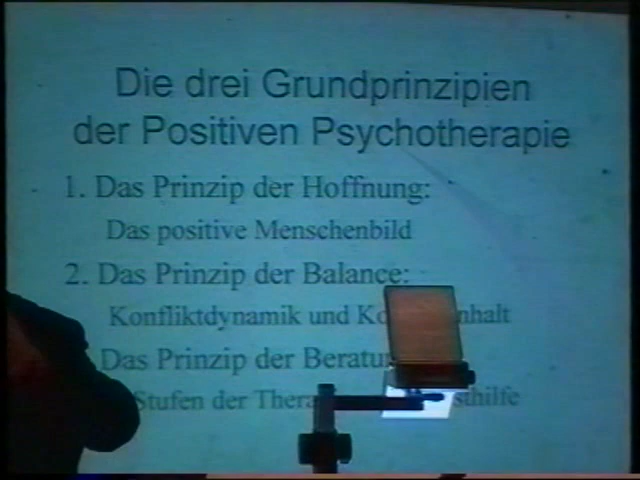 Die drei Grundprinzipien
der Positiven Psychotherapie
1. Das Prinzip der Hoffnung:
Das positive Menschenbild
2. Das Prinzip der Balance:
Konfliktdynamik und
Das Prinzip der
Stufen der